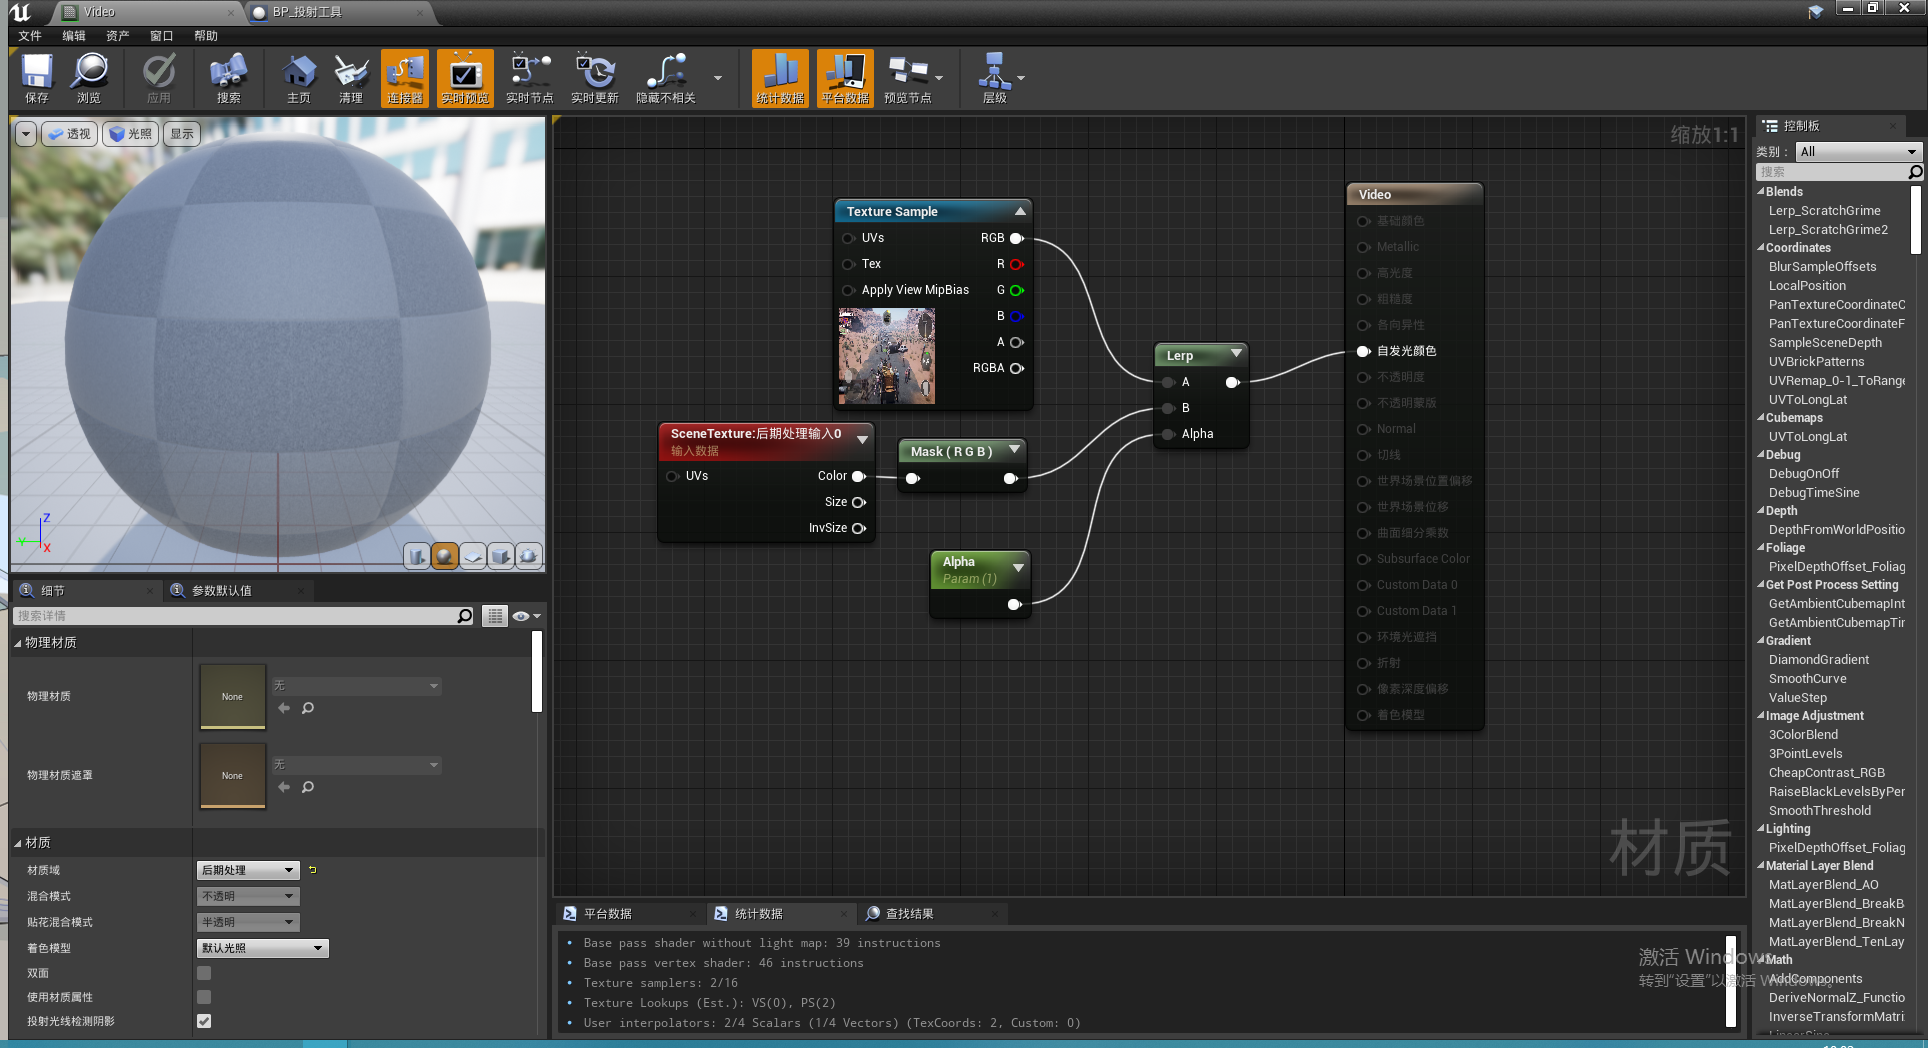 Video
BP_投射工具
文件 编辑 资产 窗口 帮助
保存 浏览 应用 搜索 主页 清理 连接器 实时预览 实时节点 实时更新 隐藏不相关 统计数据 平台数据 预览节点 层级
透视 光照 显示
Z
Y
X
细节
参数默认值
搜索详情
物理材质
物理材质
None
无
物理材质遮罩
None
无
材质
材质域 后期处理
混合模式 不透明
贴花混合模式 半透明
着色模型 默认光照
双面
使用材质属性
投射光线检测阴影
缩放1:1
Texture Sample
UVs RGB
Tex R
Apply View MipBias G
B
A
RGBA
SceneTexture:后期处理输入0
输入数据
UVs Color
Size
InvSize
Mask ( R G B )
Alpha
Param (1)
Lerp
A
B
Alpha
Video
基础颜色
Metallic
高光度
粗糙度
各向异性
自发光颜色
不透明度
不透明蒙版
Normal
切线
世界场景位置偏移
世界场景位移
曲面细分乘数
Subsurface Color
Custom Data 0
Custom Data 1
环境光遮挡
折射
像素深度偏移
着色模型
材质
平台数据
统计数据
查找结果
Base pass shader without light map: 39 instructions
Base pass vertex shader: 46 instructions
Texture samplers: 2/16
Texture Lookups (Est.): VS(0), PS(2)
User interpolators: 2/4 Scalars (1/4 Vectors) (TexCoords: 2, Custom: 0)
控制板
类别： All
搜索
Blends
Lerp_ScratchGrime
Lerp_ScratchGrime2
Coordinates
BlurSampleOffsets
LocalPosition
PanTextureCoordinateC
PanTextureCoordinateF
SampleSceneDepth
UVBrickPatterns
UVRemap_0-1_ToRange
UVToLongLat
Cubemaps
UVToLongLat
Debug
DebugOnOff
DebugTimeSine
Depth
DepthFromWorldPositio
Foliage
PixelDepthOffset_Foliag
Get Post Process Setting
GetAmbientCubemapInt
GetAmbientCubemapTir
Gradient
DiamondGradient
SmoothCurve
ValueStep
Image Adjustment
3ColorBlend
3PointLevels
CheapContrast_RGB
RaiseBlackLevelsByPer
SmoothThreshold
Lighting
PixelDepthOffset_Foliag
Material Layer Blend
MatLayerBlend_AO
MatLayerBlend_BreakB
MatLayerBlend_BreakN
MatLayerBlend_TenLay
Math
AddComponents
DeriveNormalZ_Functio
InverseTransformMatri
激活 Windows
转到“设置”以激活 Windows。